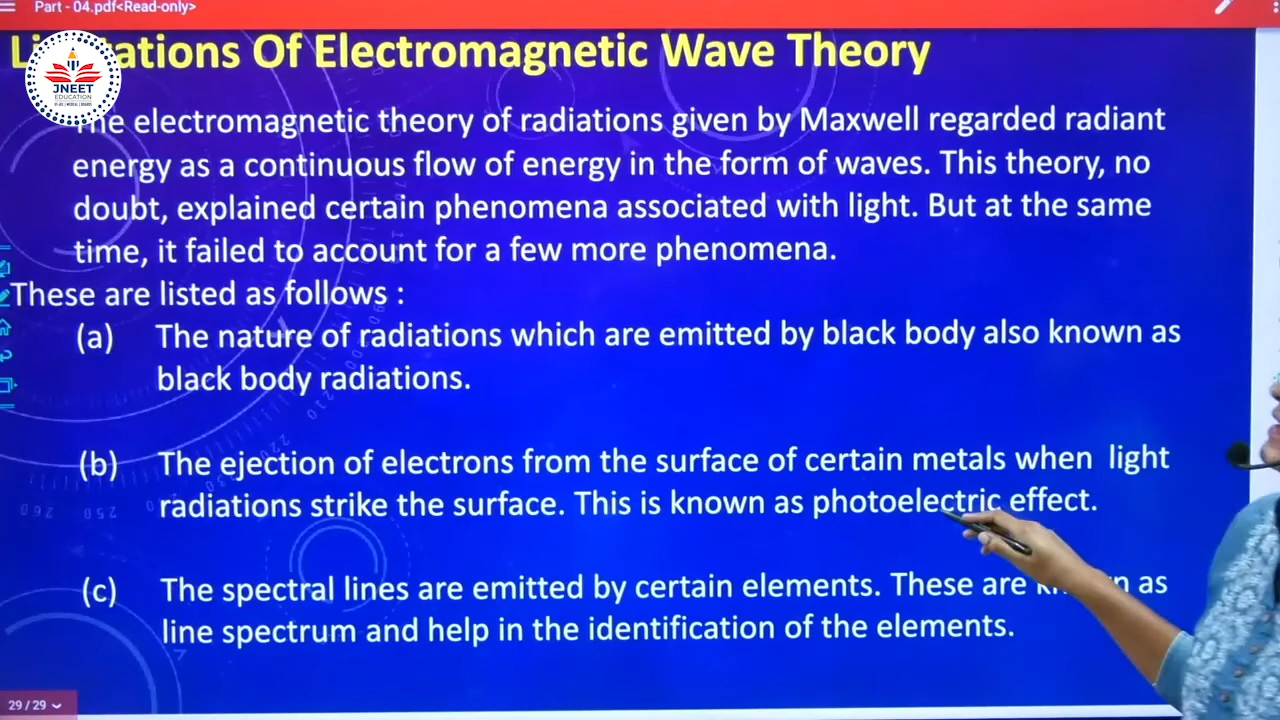 Part - 04.pdf<Read-only>
JNEET
EDUCATION
ations Of Electromagnetic Wave Theory
The electromagnetic theory of radiations given by Maxwell regarded radiant
energy as a continuous flow of energy in the form of waves. This theory, no
doubt, explained certain phenomena associated with light. But at the same
time, it failed to account for a few more phenomena.
These are listed as follows :
(a) The nature of radiations which are emitted by black body also known as
black body radiations.
(b) The ejection of electrons from the surface of certain metals when light
radiations strike the surface. This is known as photoelectric effect.
(c) The spectral lines are emitted by certain elements. These are as
line spectrum and help in the identification of the elements.
260 250
220
210
29 / 29